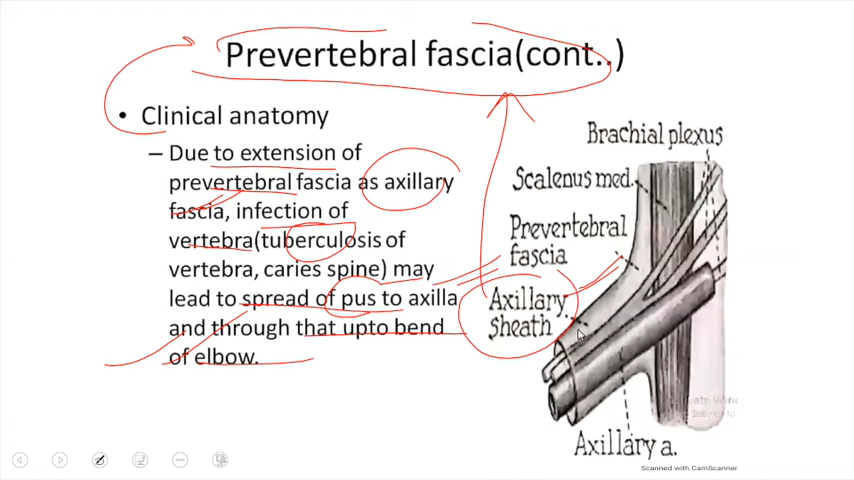 Prevertebral fascia(cont..)
• Clinical anatomy
– Due to extension of
prevertebral fascia as axillary
fascia, infection of
vertebra(tuberculosis of
vertebra, caries spine) may
lead to spread of pus to axilla
and through that upto bend
of elbow.
Brachial plexus
Scalenus med.
Prevertebral
fascia
Axillary
sheath
Axillary a.
Settings to
Scanned with CamScanner